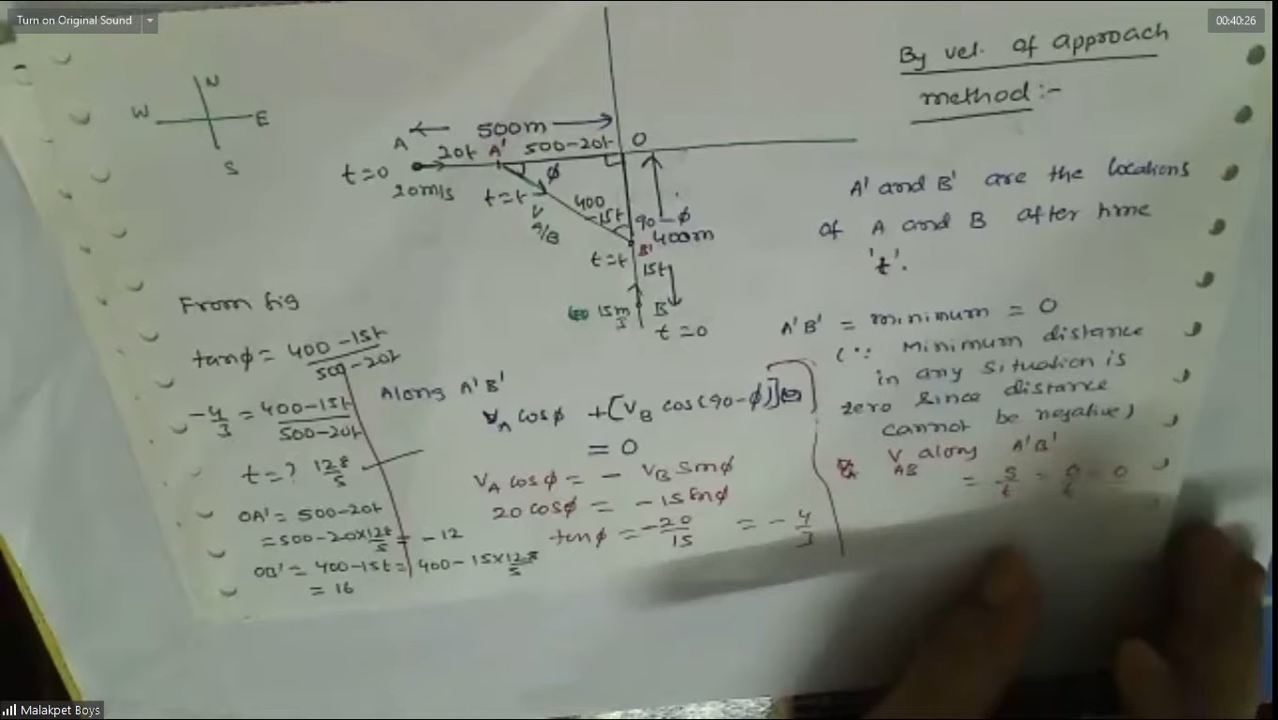 Turn on Original Sound
00:40:26
By vel. of approach
method :-
N
W
E
S
500m
A
20t A' 500-20t O
t=0
20m/s
φ
t=t
V A/B
400
-15t
90-φ
400m
B'
t=t
15t
15 m/s
B
t=0
A' and B' are the locations
of A and B after time
't'.
A'B' = minimum = 0
(∵ Minimum distance
in any situation is
zero since distance
cannot be negative)
V AB along A'B'
= s/t = 0/t = 0
From fig
tanφ = 400-15t / 500-20t
-4/3 = 400-15t / 500-20t
t = ? 128/5
OA' = 500-20t
= 500-20×128/5 = -12
OB' = 400-15t = 400-15×128/5
= 16
Along A'B'
V A cosφ + [V B cos(90-φ)]
= 0
V A cosφ = - V B sinφ
20 cosφ = -15 sinφ
tanφ = -20/15 = -4/3
Malakpet Boys